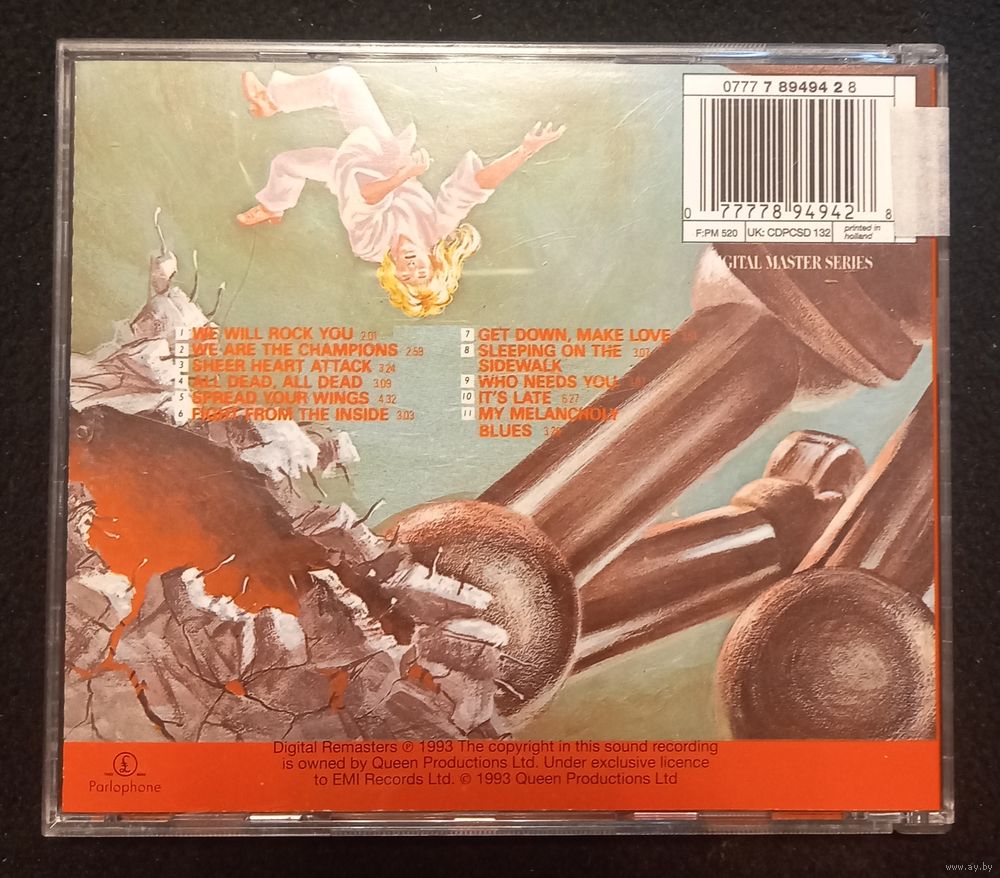 0777 7 89494 2 8
0 77778 94942 8
F:PM 520 UK: CDPCSD 132 printed in
holland
MASTER SERIES
1 WE WILL ROCK YOU 2.01
2 WE ARE THE CHAMPIONS 2:59
3 SHEER HEART ATTACK 3:24
4 ALL DEAD, ALL DEAD 3:09
5 SPREAD YOUR WINGS 4.32
6 FIGHT FROM THE INSIDE 3.03
7 GET DOWN, MAKE LOVE
8 SLEEPING ON THE 3.07
SIDEWALK
9 WHO NEEDS YOU
10 IT'S LATE 6:27
11 MY MELANCHOLY
BLUES
Digital Remasters ℗ 1993 The copyright in this sound recording
is owned by Queen Productions Ltd. Under exclusive licence
to EMI Records Ltd. © 1993 Queen Productions Ltd
£
Parlophone
www.ay.by